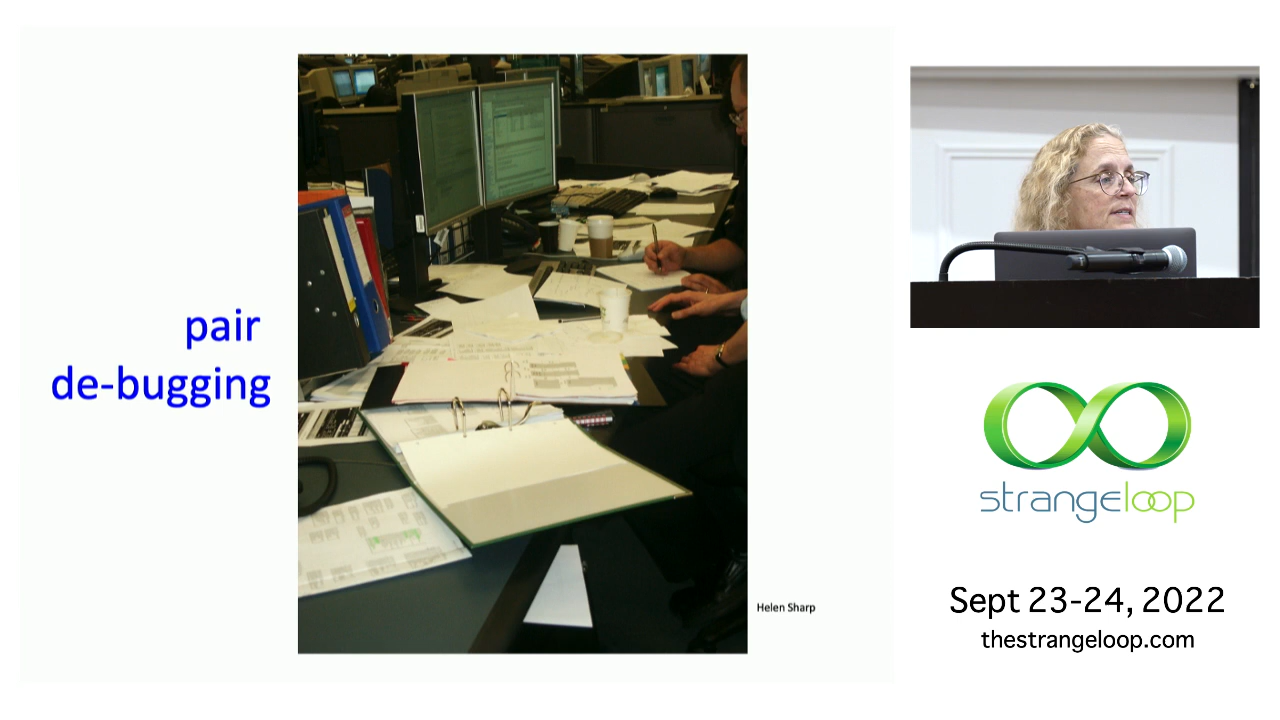 pair
de-bugging
Helen Sharp
strangeloop
Sept 23-24, 2022
thestrangeloop.com